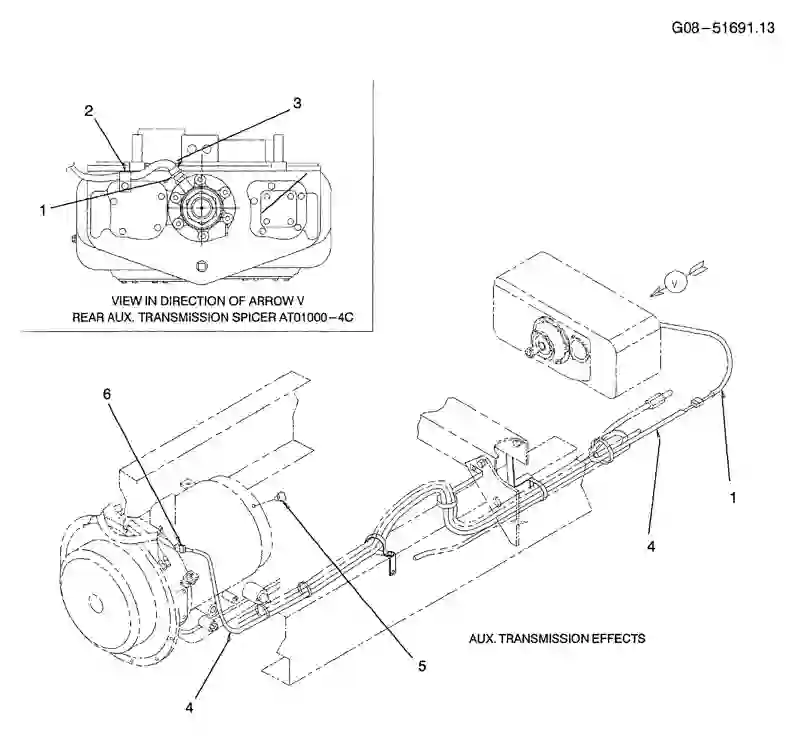 G08-51691.13
2
3
1
VIEW IN DIRECTION OF ARROW V
REAR AUX. TRANSMISSION SPICER AT01000-4C
V
6
1
4
5
AUX. TRANSMISSION EFFECTS
4